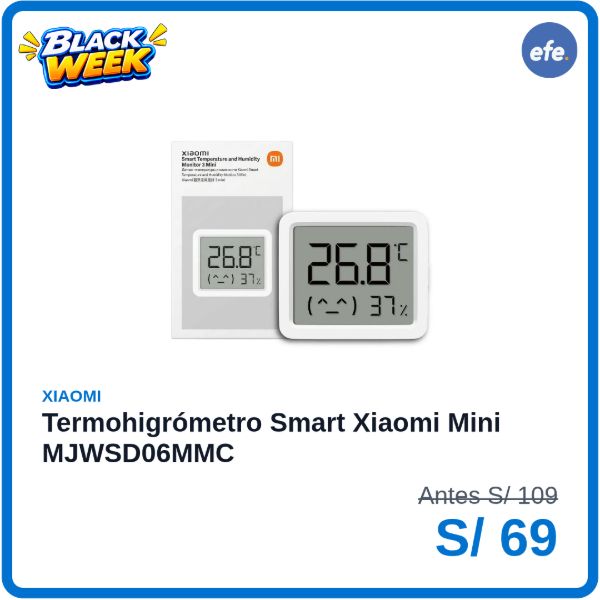 BLACK
WEEK
efe.
xiaomi
Smart Temperature and Humidity
Monitor 3 Mini
26.8°C
(^_^) 37%
26.8°C
(^_^) 37%
XIAOMI
Termohigrómetro Smart Xiaomi Mini
MJWSD06MMC
Antes S/ 109
S/ 69